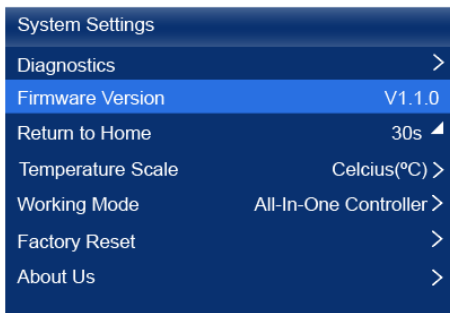 System Settings
Diagnostics >
Firmware Version V1.1.0
Return to Home 30s
Temperature Scale Celcius(ºC) >
Working Mode All-In-One Controller >
Factory Reset >
About Us >